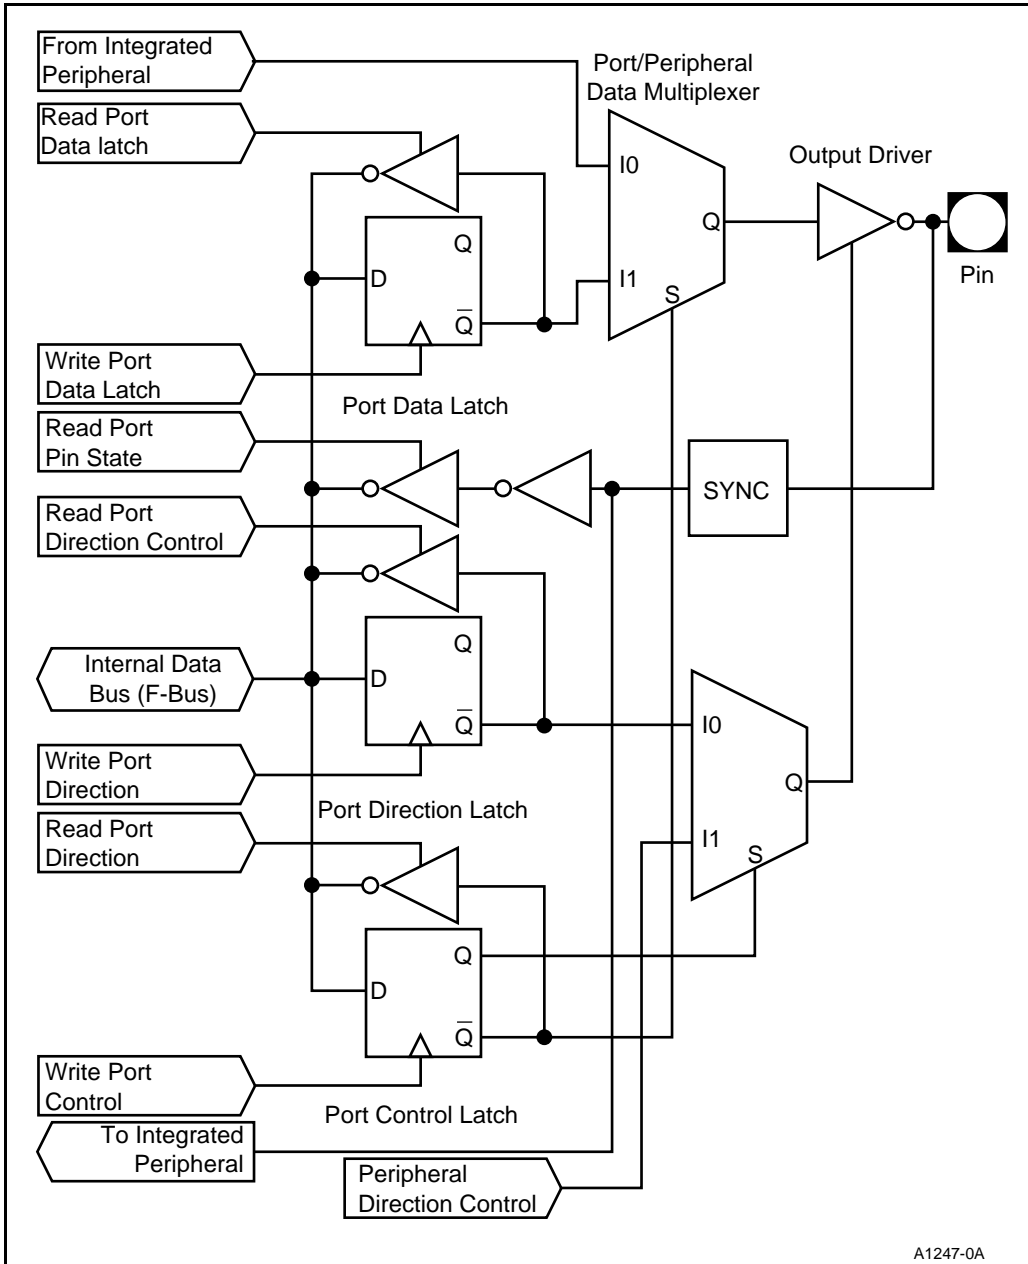 From Integrated
Peripheral
Port/Peripheral
Data Multiplexer
Read Port
Data latch
Output Driver
I0
Q
Q
D
I1
S
Q̅
Pin
Write Port
Data Latch
Port Data Latch
Read Port
Pin State
SYNC
Read Port
Direction Control
Q
Internal Data
Bus (F-Bus)
D
Q̅
I0
Write Port
Direction
Q
Port Direction Latch
Read Port
Direction
I1
S
Q
D
Q̅
Write Port
Control
Port Control Latch
To Integrated
Peripheral
Peripheral
Direction Control
A1247-0A